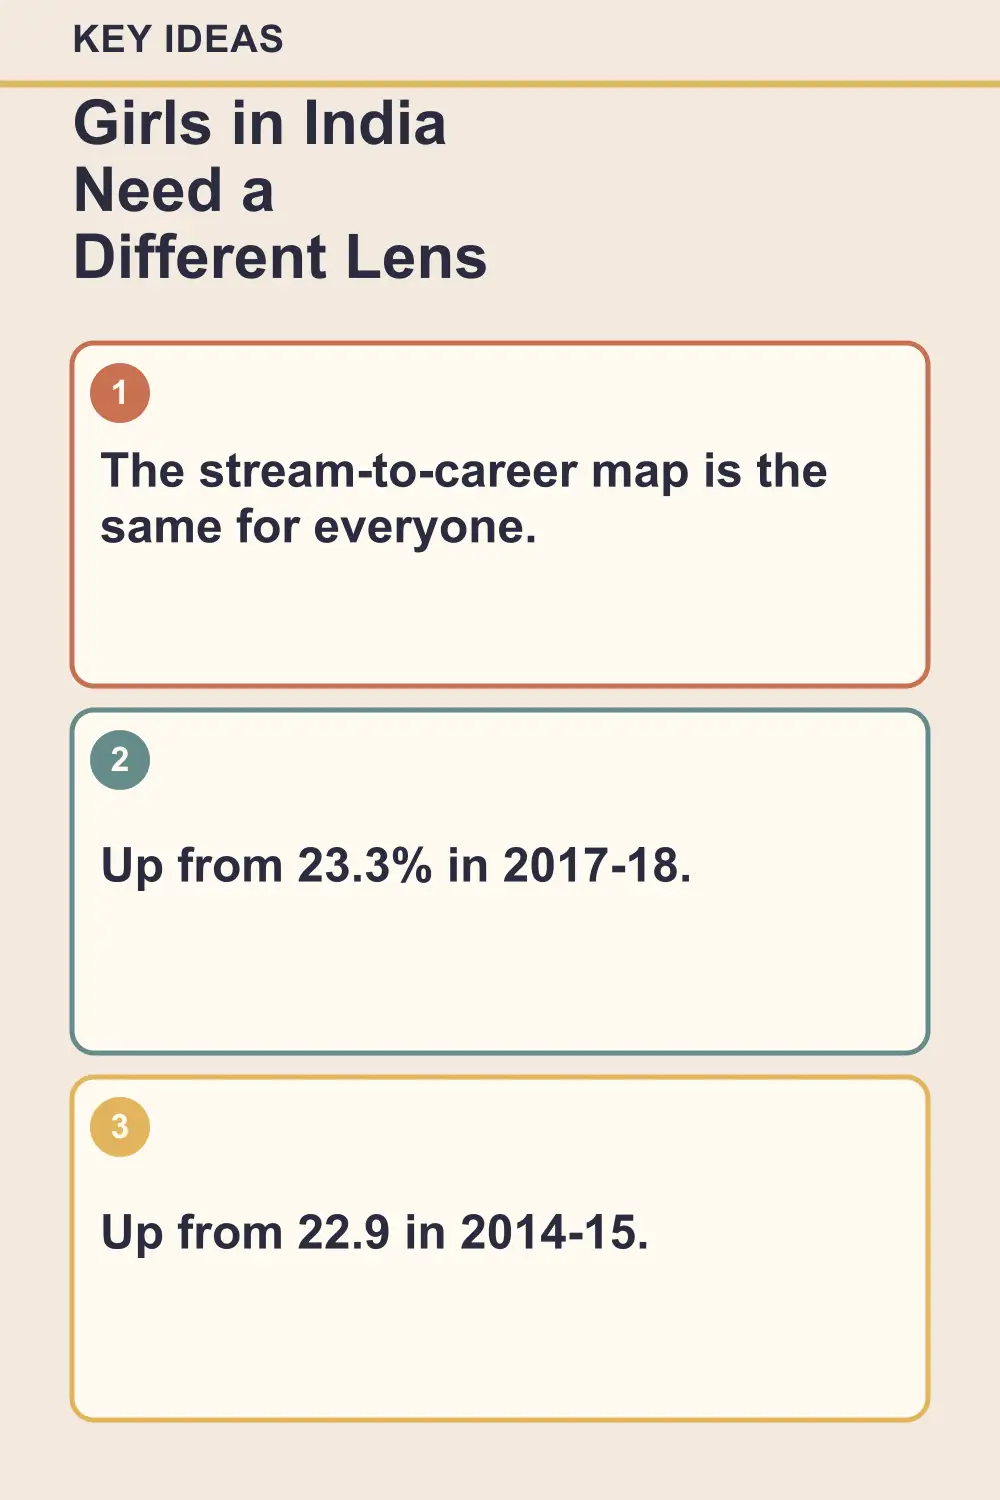 KEY IDEAS
Girls in India
Need a
Different Lens
1
The stream-to-career map is the
same for everyone.
2
Up from 23.3% in 2017-18.
3
Up from 22.9 in 2014-15.